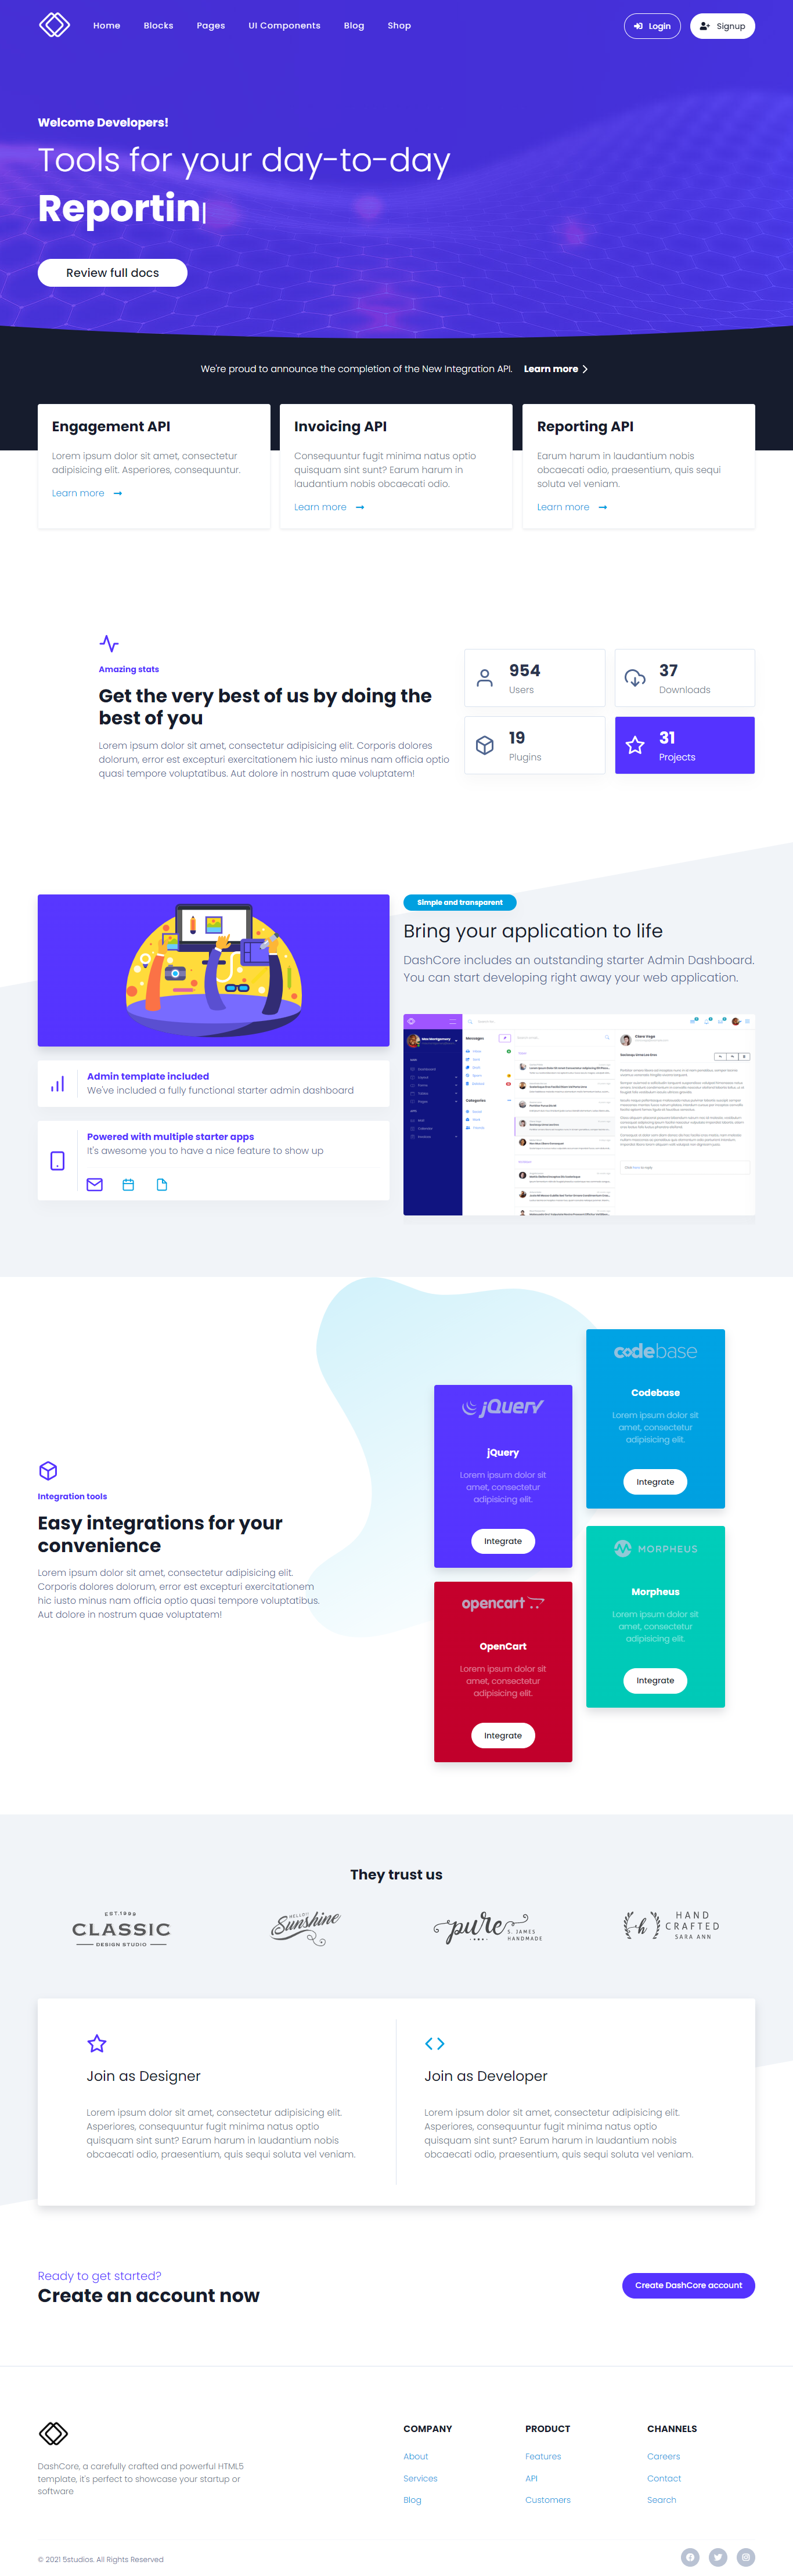 Home Blocks Pages UI Components Blog Shop
Login
Signup
Welcome Developers!
Tools for your day-to-day
Reportin
Review full docs
We're proud to announce the completion of the New Integration API. Learn more
Engagement API
Lorem ipsum dolor sit amet, consectetur
adipisicing elit. Asperiores, consequuntur.
Learn more
Invoicing API
Consequuntur fugit minima natus optio
quisquam sint sunt? Earum harum in
laudantium nobis obcaecati odio.
Learn more
Reporting API
Earum harum in laudantium nobis
obcaecati odio, praesentium, quis sequi
soluta vel veniam.
Learn more
Amazing stats
Get the very best of us by doing the
best of you
Lorem ipsum dolor sit amet, consectetur adipisicing elit. Corporis dolores
dolorum, error est excepturi exercitationem hic iusto minus nam officia optio
quasi tempore voluptatibus. Aut dolore in nostrum quae voluptatem!
954
Users
37
Downloads
19
Plugins
31
Projects
Admin template included
We've included a fully functional starter admin dashboard
Powered with multiple starter apps
It's awesome you to have a nice feature to show up
Simple and transparent
Bring your application to life
DashCore includes an outstanding starter Admin Dashboard.
You can start developing right away your web application.
Messages
Categories
Integration tools
Easy integrations for your
convenience
Lorem ipsum dolor sit amet, consectetur adipisicing elit.
Corporis dolores dolorum, error est excepturi exercitationem
hic iusto minus nam officia optio quasi tempore voluptatibus.
Aut dolore in nostrum quae voluptatem!
jQuery
jQuery
Lorem ipsum dolor sit
amet, consectetur
adipisicing elit.
Integrate
opencart
OpenCart
Lorem ipsum dolor sit
amet, consectetur
adipisicing elit.
Integrate
codebase
Codebase
Lorem ipsum dolor sit
amet, consectetur
adipisicing elit.
Integrate
MORPHEUS
Morpheus
Lorem ipsum dolor sit
amet, consectetur
adipisicing elit.
Integrate
They trust us
EST.1999
CLASSIC
DESIGN STUDIO
HELLO!
Sunshine
pure
S. JAMES
HANDMADE
h
HAND
CRAFTED
SARA ANN
Join as Designer
Lorem ipsum dolor sit amet, consectetur adipisicing elit.
Asperiores, consequuntur fugit minima natus optio
quisquam sint sunt? Earum harum in laudantium nobis
obcaecati odio, praesentium, quis sequi soluta vel veniam.
Join as Developer
Lorem ipsum dolor sit amet, consectetur adipisicing elit.
Asperiores, consequuntur fugit minima natus optio
quisquam sint sunt? Earum harum in laudantium nobis
obcaecati odio, praesentium, quis sequi soluta vel veniam.
Ready to get started?
Create an account now
Create DashCore account
DashCore, a carefully crafted and powerful HTML5
template, it's perfect to showcase your startup or
software
COMPANY
About
Services
Blog
PRODUCT
Features
API
Customers
CHANNELS
Careers
Contact
Search
© 2021 5studios. All Rights Reserved